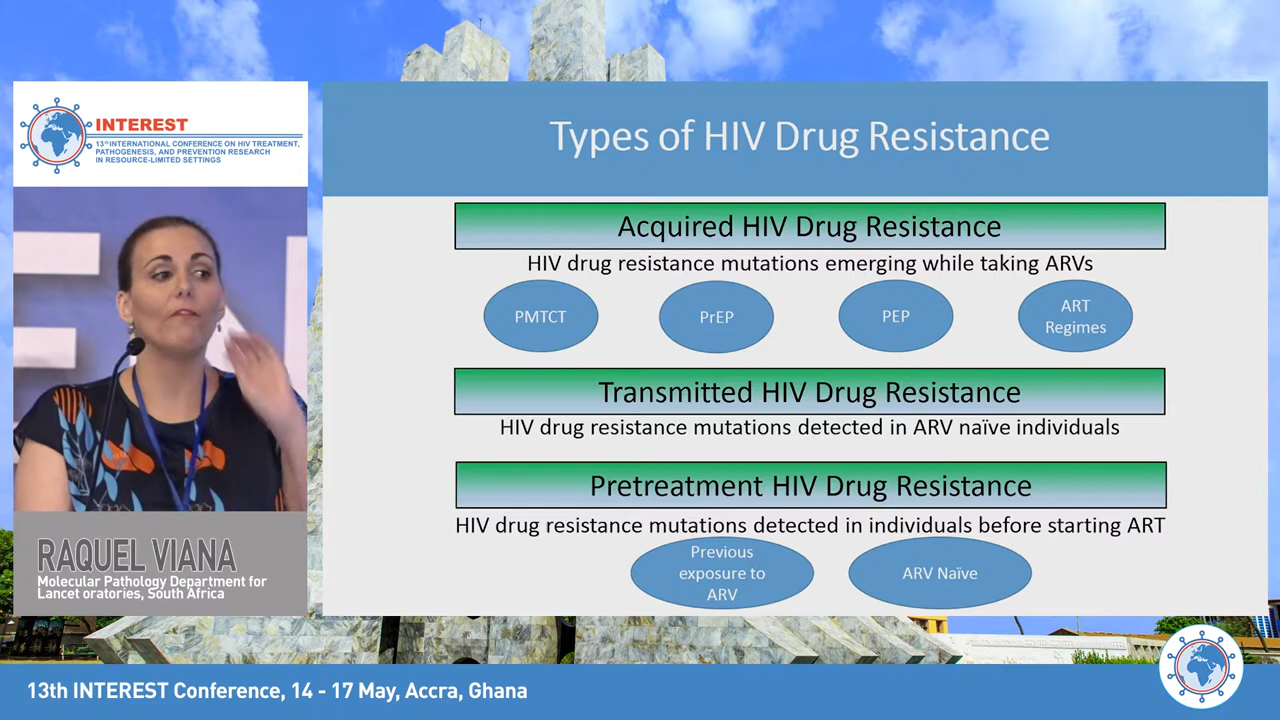 INTEREST
13TH INTERNATIONAL CONFERENCE ON HIV TREATMENT,
PATHOGENESIS, AND PREVENTION RESEARCH
IN RESOURCE-LIMITED SETTINGS
RAQUEL VIANA
Molecular Pathology Department for
Lancet oratories, South Africa
Types of HIV Drug Resistance
Acquired HIV Drug Resistance
HIV drug resistance mutations emerging while taking ARVs
PMTCT
PrEP
PEP
ART
Regimes
Transmitted HIV Drug Resistance
HIV drug resistance mutations detected in ARV naïve individuals
Pretreatment HIV Drug Resistance
HIV drug resistance mutations detected in individuals before starting ART
Previous
exposure to
ARV
ARV Naïve
13th INTEREST Conference, 14 - 17 May, Accra, Ghana